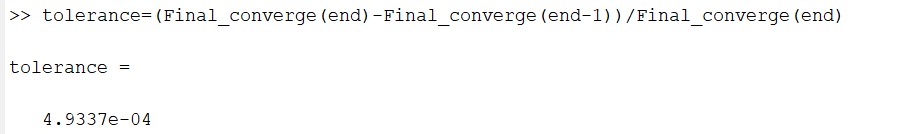 >> tolerance=(Final_converge(end)-Final_converge(end-1))/Final_converge(end)
tolerance =
4.9337e-04